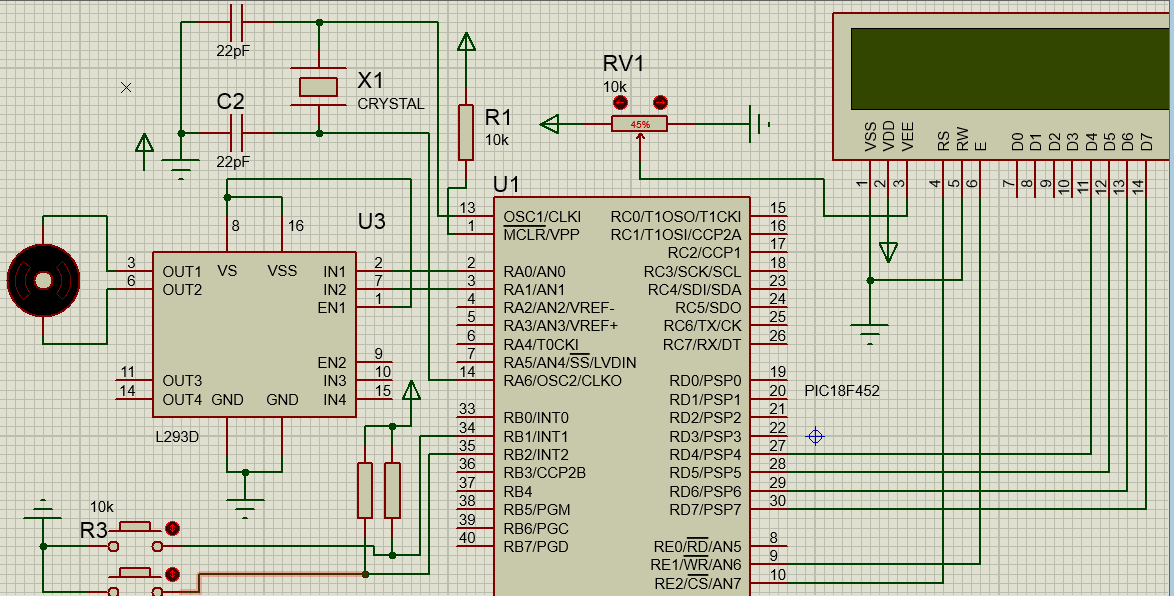 22pF
X1
CRYSTAL
C2
22pF
R1
10k
RV1
10k
45%
VSS
VDD
VEE
RS
RW
E
D0
D1
D2
D3
D4
D5
D6
D7
1
2
3
4
5
6
7
8
9
10
11
12
13
14
U1
13 OSC1/CLKI RC0/T1OSO/T1CKI 15
1 MCLR/VPP RC1/T1OSI/CCP2A 16
RC2/CCP1 17
2 RA0/AN0 RC3/SCK/SCL 18
3 RA1/AN1 RC4/SDI/SDA 23
4 RA2/AN2/VREF- RC5/SDO 24
5 RA3/AN3/VREF+ RC6/TX/CK 25
6 RA4/T0CKI RC7/RX/DT 26
7 RA5/AN4/SS/LVDIN
14 RA6/OSC2/CLKO RD0/PSP0 19
RD1/PSP1 20
33 RB0/INT0 RD2/PSP2 21
34 RB1/INT1 RD3/PSP3 22
35 RB2/INT2 RD4/PSP4 27
36 RB3/CCP2B RD5/PSP5 28
37 RB4 RD6/PSP6 29
38 RB5/PGM RD7/PSP7 30
39 RB6/PGC
40 RB7/PGD RE0/RD/AN5 8
RE1/WR/AN6 9
RE2/CS/AN7 10
PIC18F452
U3
8 16
3 OUT1 VS VSS IN1 2
6 OUT2 IN2 7
EN1 1
EN2 9
11 OUT3 IN3 10
14 OUT4 GND GND IN4 15
L293D
10k
R3